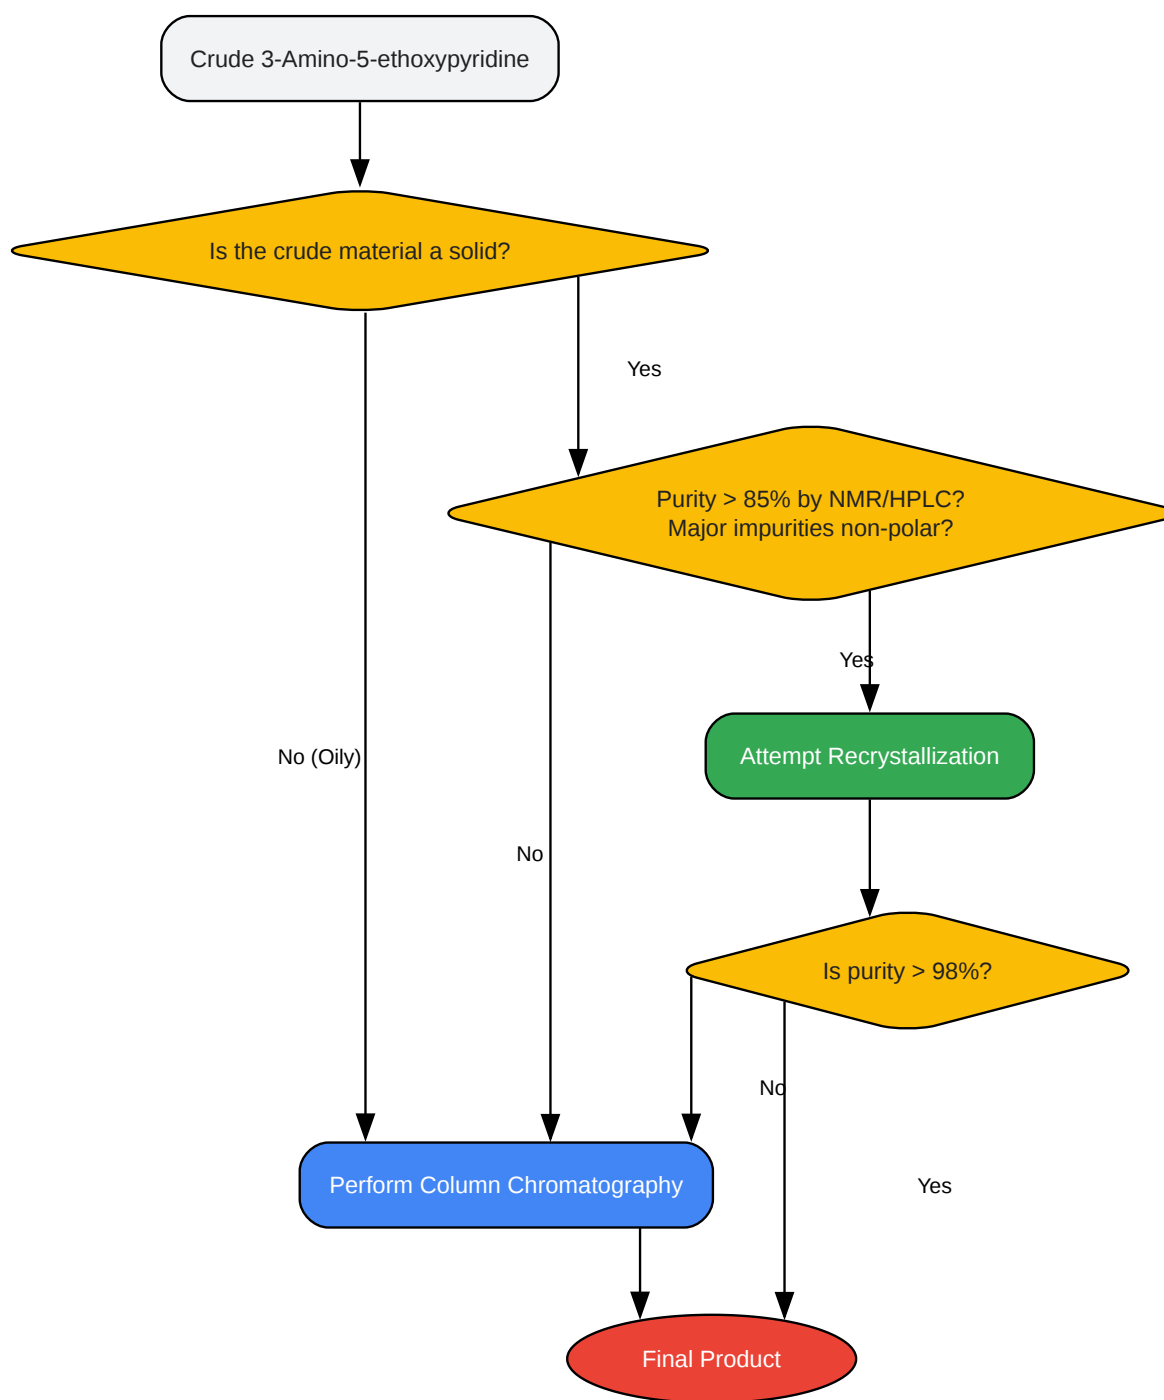 Crude 3-Amino-5-ethoxypyridine
Is the crude material a solid?
Yes
Purity > 85% by NMR/HPLC?
Major impurities non-polar?
Yes
Attempt Recrystallization
No (Oily)
No
Is purity > 98%?
No
Perform Column Chromatography
Yes
Final Product